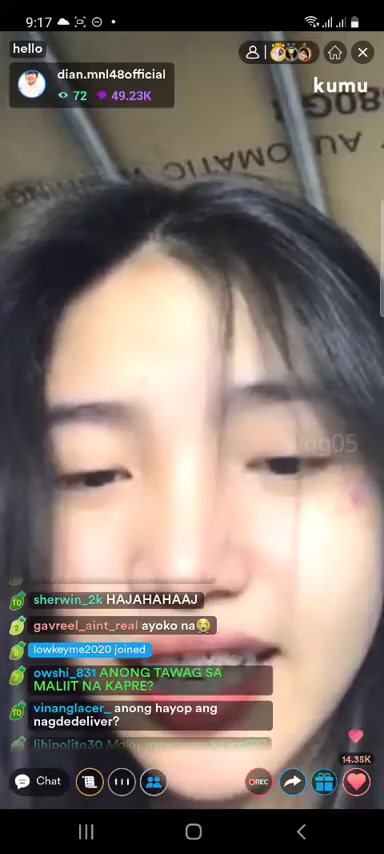 9:17
hello
dian.mnl48official
72 49.23K
kumu
AUTOMATIC
sherwin_2k HAJAHAHAAJ
gavreel_aint_real ayoko na😭
lowkeyme2020 joined
owshi_831 ANONG TAWAG SA
MALIIT NA KAPRE?
vinanglacer_ anong hayop ang
nagdedeliver?
lihipolito30
14.35K
Chat
REC